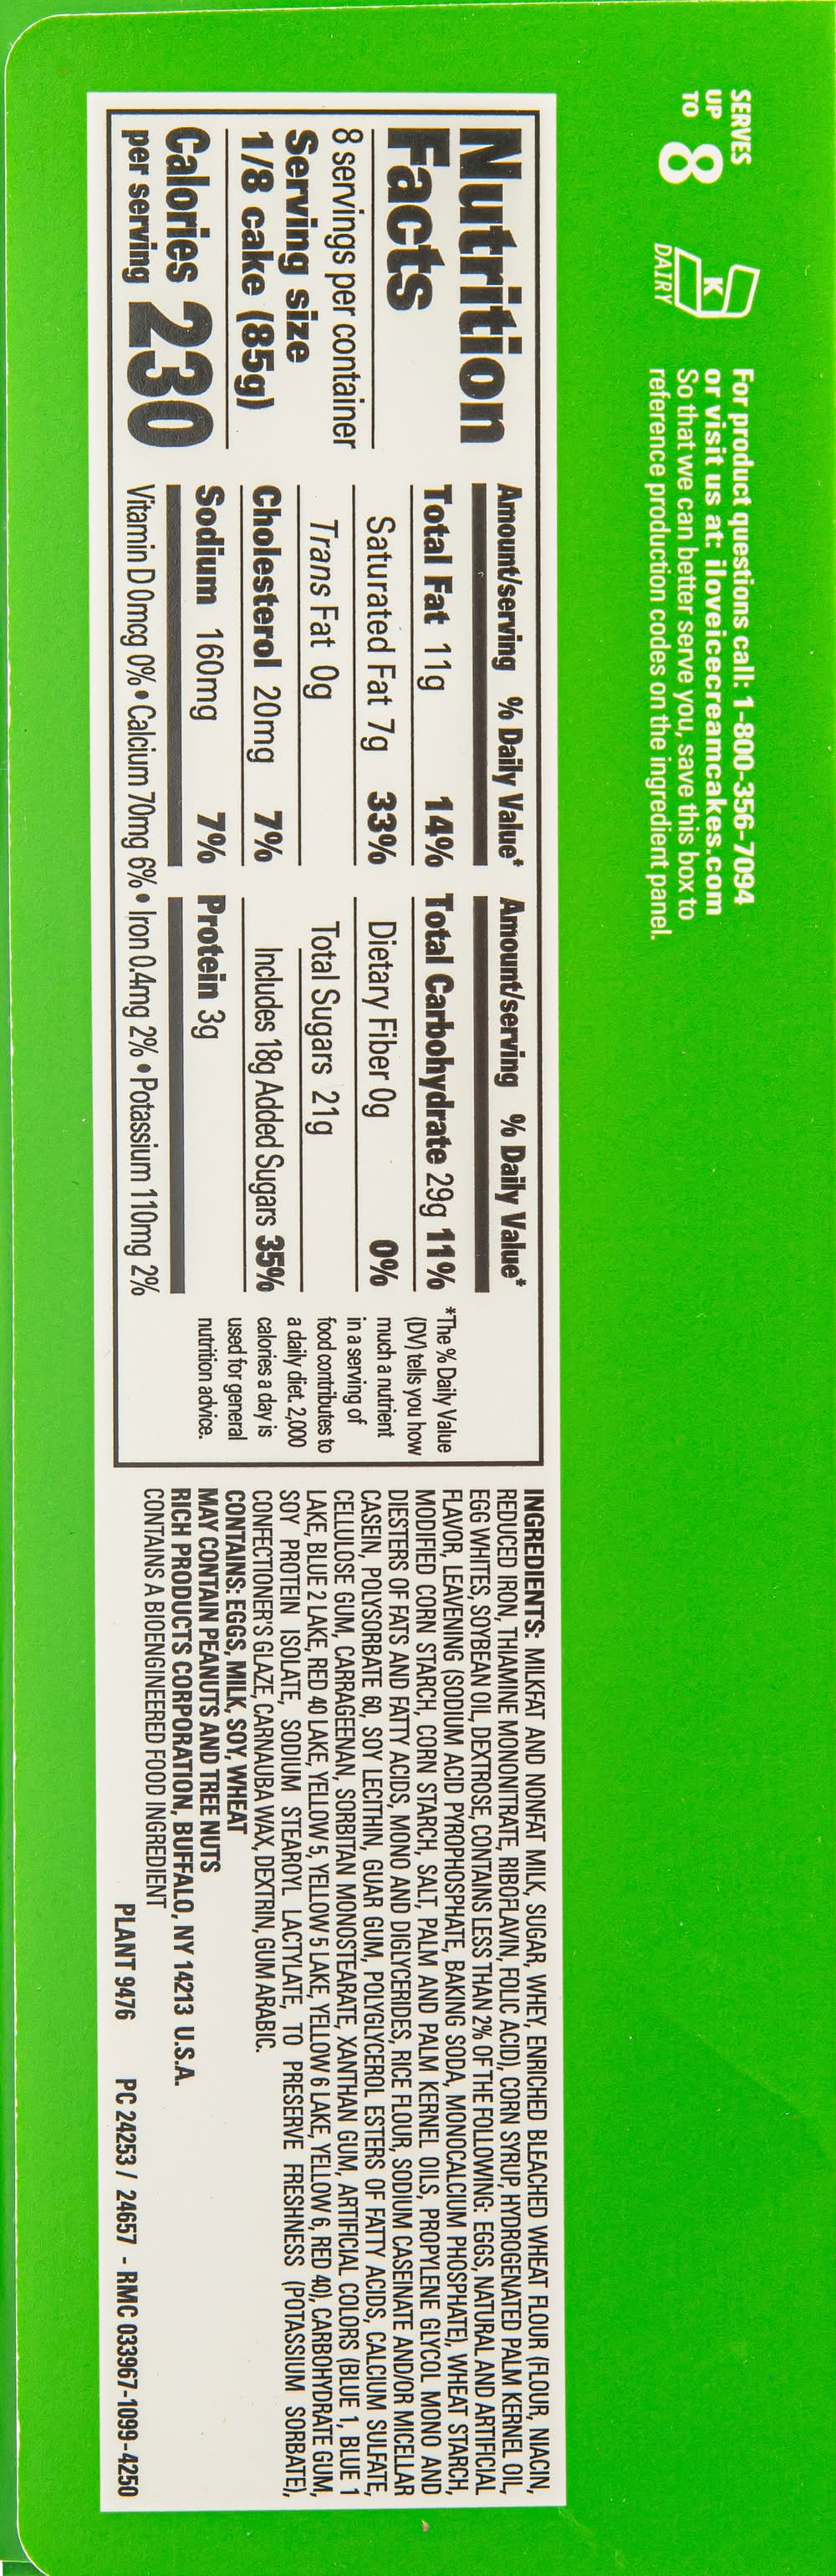 SERVES
UP
TO 8
K
DAIRY
For product questions call: 1-800-356-7094
or visit us at: iloveicecreamcakes.com
So that we can better serve you, save this box to
reference production codes on the ingredient panel.
Nutrition
Facts
8 servings per container
Serving size
1/8 cake (85g)
Calories
per serving 230
Amount/serving % Daily Value*
Total Fat 11g 14%
Saturated Fat 7g 33%
Trans Fat 0g
Cholesterol 20mg 7%
Sodium 160mg 7%
Amount/serving % Daily Value*
Total Carbohydrate 29g 11%
Dietary Fiber 0g 0%
Total Sugars 21g
Includes 18g Added Sugars 35%
Protein 3g
Vitamin D 0mcg 0% • Calcium 70mg 6% • Iron 0.4mg 2% • Potassium 110mg 2%
*The % Daily Value
(DV) tells you how
much a nutrient
in a serving of
food contributes to
a daily diet. 2,000
calories a day is
used for general
nutrition advice.
INGREDIENTS: MILKFAT AND NONFAT MILK, SUGAR, WHEY, ENRICHED BLEACHED WHEAT FLOUR (FLOUR, NIACIN,
REDUCED IRON, THIAMINE MONONITRATE, RIBOFLAVIN, FOLIC ACID), CORN SYRUP, HYDROGENATED PALM KERNEL OIL,
EGG WHITES, SOYBEAN OIL, DEXTROSE, CONTAINS LESS THAN 2% OF THE FOLLOWING: EGGS, NATURAL AND ARTIFICIAL
FLAVOR, LEAVENING (SODIUM ACID PYROPHOSPHATE, BAKING SODA, MONOCALCIUM PHOSPHATE), WHEAT STARCH,
MODIFIED CORN STARCH, CORN STARCH, SALT, PALM AND PALM KERNEL OILS, PROPYLENE GLYCOL MONO AND
DIESTERS OF FATS AND FATTY ACIDS, MONO AND DIGLYCERIDES, RICE FLOUR, SODIUM CASEINATE AND/OR MICELLAR
CASEIN, POLYSORBATE 60, SOY LECITHIN, GUAR GUM, POLYGLYCEROL ESTERS OF FATTY ACIDS, CALCIUM SULFATE,
CELLULOSE GUM, CARRAGEENAN, SORBITAN MONOSTEARATE, XANTHAN GUM, ARTIFICIAL COLORS (BLUE 1, BLUE 1
LAKE, BLUE 2 LAKE, RED 40 LAKE, YELLOW 5, YELLOW 5 LAKE, YELLOW 6 LAKE, YELLOW 6, RED 40), CARBOHYDRATE GUM,
SOY PROTEIN ISOLATE, SODIUM STEAROYL LACTYLATE, TO PRESERVE FRESHNESS (POTASSIUM SORBATE),
CONFECTIONER'S GLAZE, CARNAUBA WAX, DEXTRIN, GUM ARABIC.
CONTAINS: EGGS, MILK, SOY, WHEAT
MAY CONTAIN PEANUTS AND TREE NUTS
RICH PRODUCTS CORPORATION, BUFFALO, NY 14213 U.S.A.
CONTAINS A BIOENGINEERED FOOD INGREDIENT
PLANT 9476 PC 24253 / 24657 - RMC 033967-1099-4250